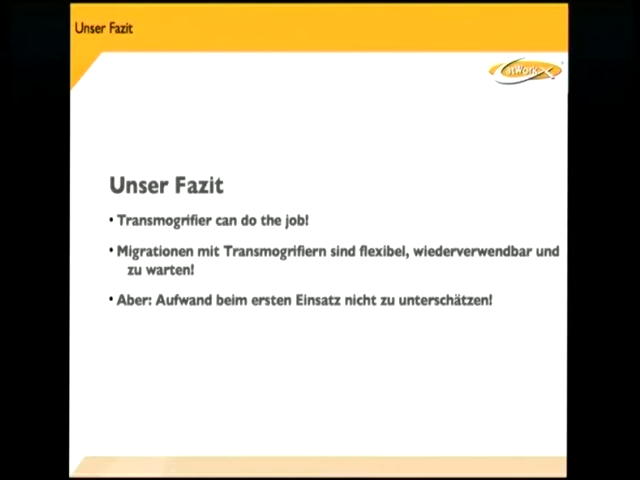 Unser Fazit
catworkx
Unser Fazit
• Transmogrifier can do the job!
• Migrationen mit Transmogrifiern sind flexibel, wiederverwendbar und
zu warten!
• Aber: Aufwand beim ersten Einsatz nicht zu unterschätzen!